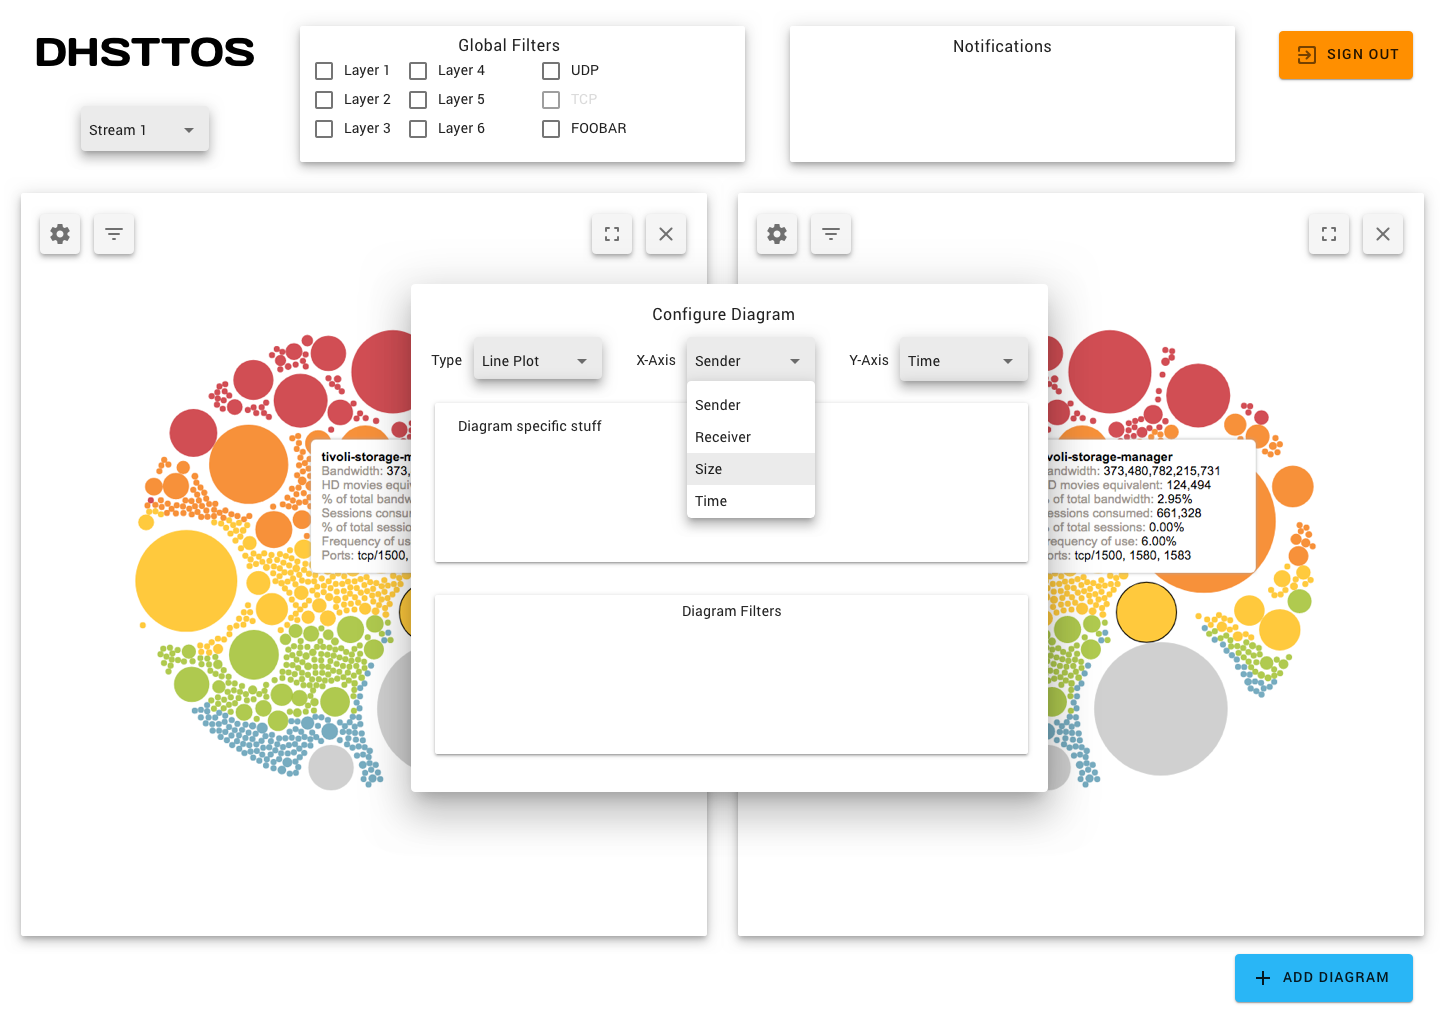 DHSTTOS
Stream 1
Global Filters
Layer 1 Layer 4 UDP
Layer 2 Layer 5 TCP
Layer 3 Layer 6 FOOBAR
Notifications
SIGN OUT
Configure Diagram
Type Line Plot X-Axis Sender Y-Axis Time
Sender
Receiver
Size
Time
Diagram specific stuff
Diagram Filters
tivoli-storage-m
Bandwidth: 373,
HD movies equiv
% of total bandw
Sessions consu
% of total sessio
Frequency of us
Ports: tcp/1500,
voli-storage-manager
andwidth: 373,480,782,215,731
D movies equivalent: 124,494
of total bandwidth: 2.95%
essions consumed: 661,328
of total sessions: 0.00%
equency of use: 6.00%
orts: tcp/1500, 1580, 1583
ADD DIAGRAM